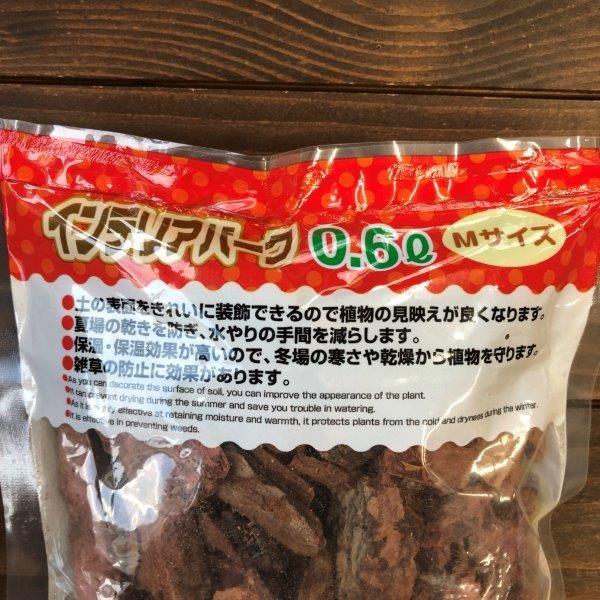 インテリアバーク 0.6ℓ Mサイズ
●土の表面をきれいに装飾できるので植物の見映えが良くなります。
●夏場の乾きを防ぎ、水やりの手間を減らします。
●保温・保湿効果が高いので、冬場の寒さや乾燥から植物を守ります。
●雑草の防止に効果があります。
●As you can decorate the surface of soil, you can improve the appearance of the plant.
●It can prevent drying during the summer and save you trouble in watering.
●As it is highly effective at retaining moisture and warmth, it protects plants from the cold and dryness during the winter.
●It is effective in preventing weeds.